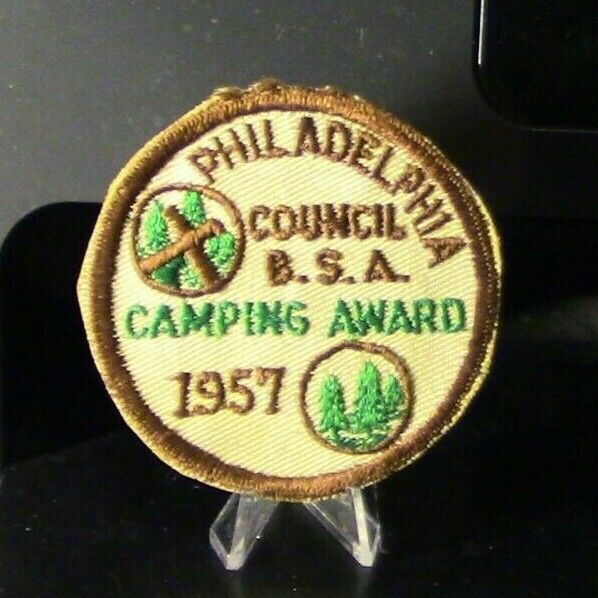 PHILADELPHIA
COUNCIL
B.S.A.
CAMPING AWARD
1957